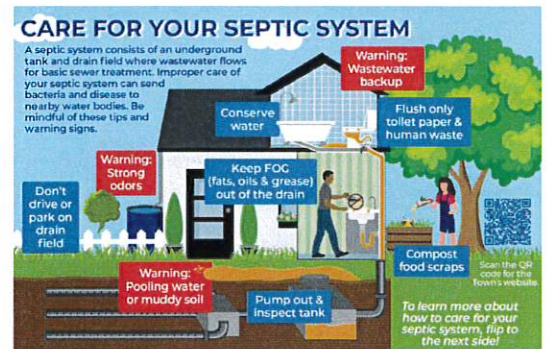 CARE FOR YOUR SEPTIC SYSTEM
A septic system consists of an underground
tank and drain field where wastewater flows
for basic sewer treatment. Improper care of
your septic system can send
bacteria and disease to
nearby water bodies. Be
mindful of these tips and
warning signs.
Warning:
Wastewater
backup
Conserve
water
Flush only
toilet paper &
human waste
Warning:
Strong
odors
Keep FOG
(fats, oils & grease)
out of the drain
Don't
drive or
park on
drain
field
Compost
food scraps
Scan the QR
code for the
Town's website.
Warning:
Pooling water
or muddy soil
Pump out &
inspect tank
To learn more about
how to care for your
septic system, flip to
the next side!